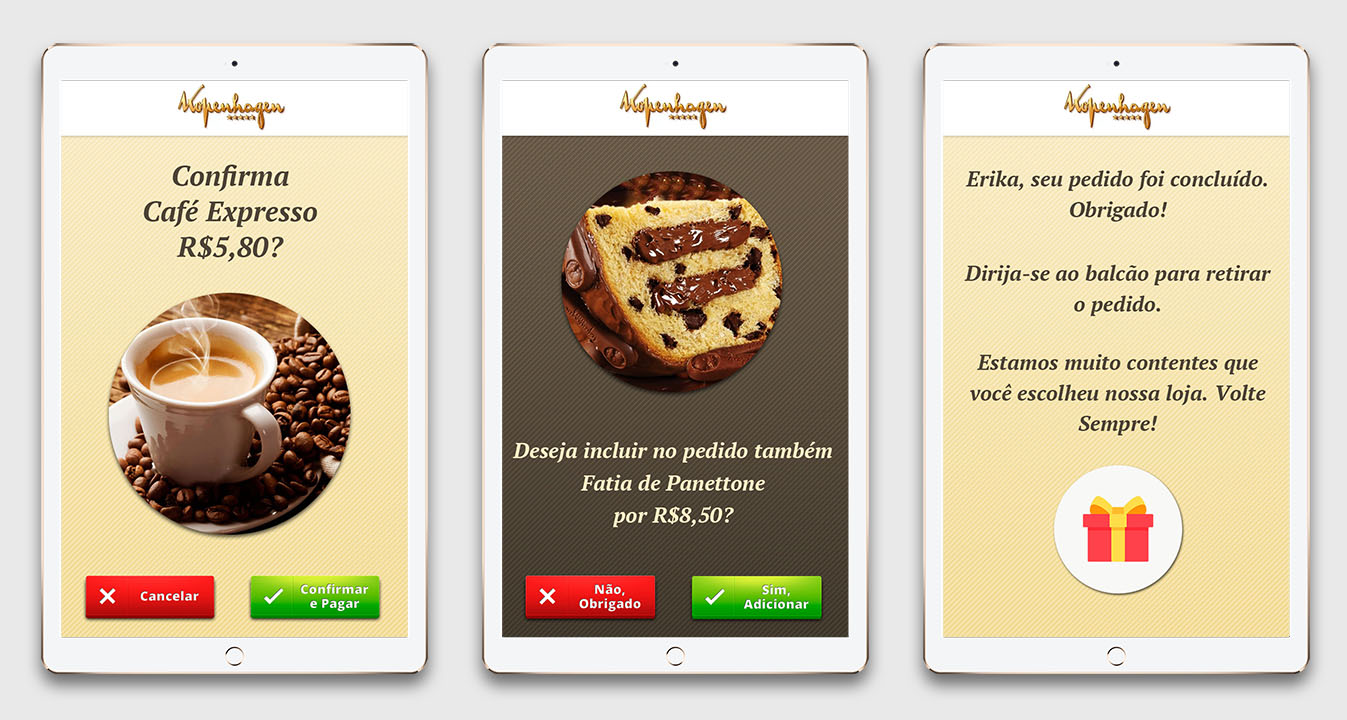 Kopenhagen
Confirma
Café Expresso
R$5,80?
Cancelar
Confirmar
e Pagar
Kopenhagen
Deseja incluir no pedido também
Fatia de Panettone
por R$8,50?
Não,
Obrigado
Sim,
Adicionar
Kopenhagen
Erika, seu pedido foi concluído.
Obrigado!
Dirija-se ao balcão para retirar
o pedido.
Estamos muito contentes que
você escolheu nossa loja. Volte
Sempre!